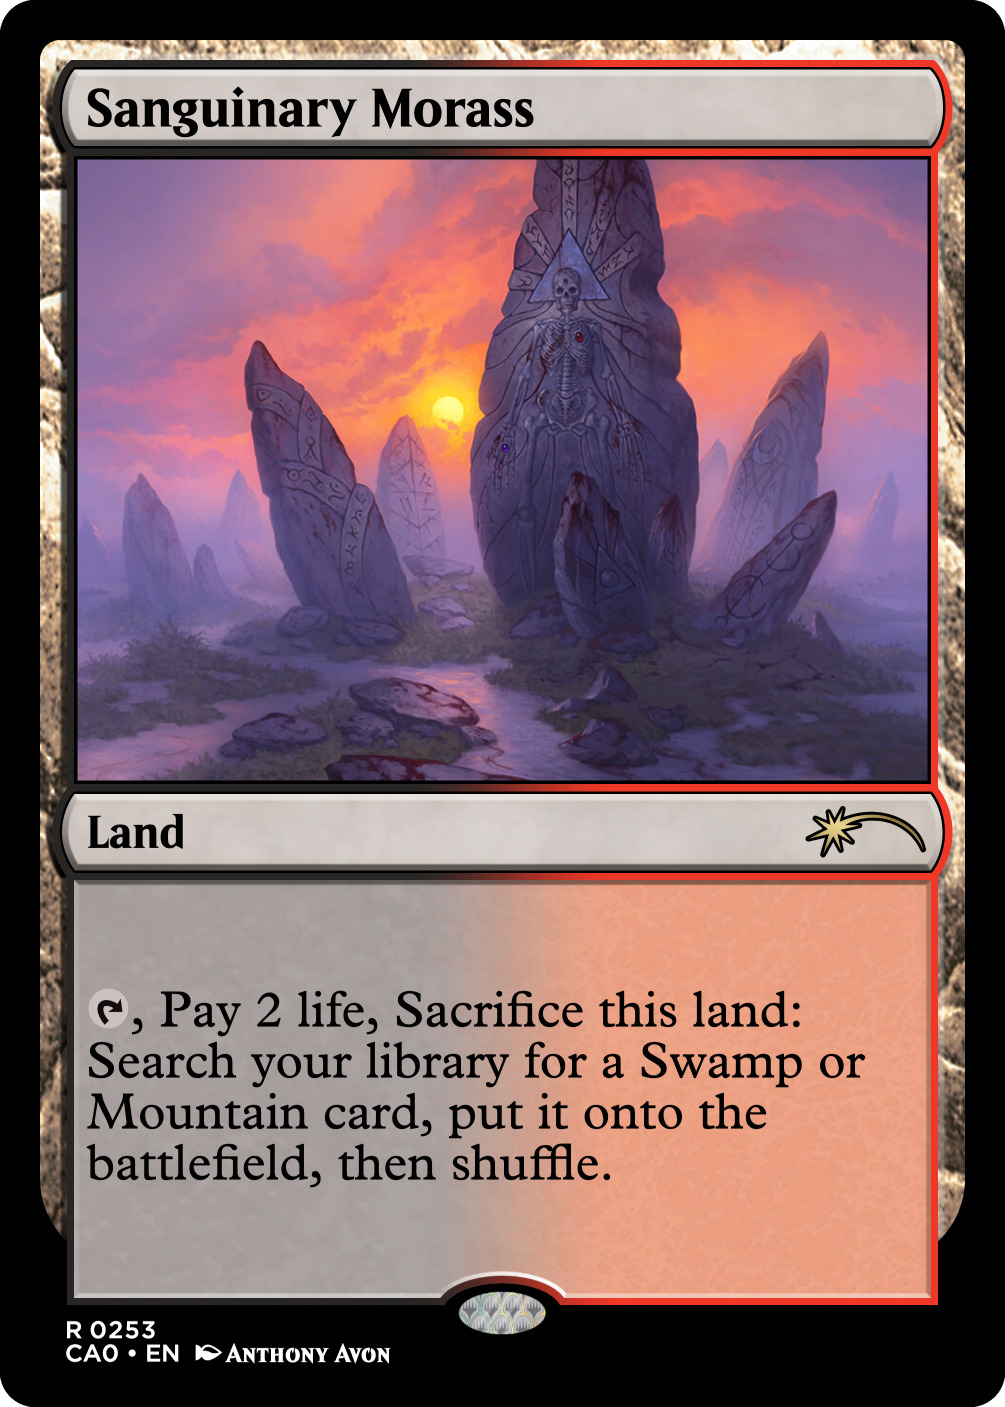 Sanguinary Morass
Land
, Pay 2 life, Sacrifice this land:
Search your library for a Swamp or
Mountain card, put it onto the
battlefield, then shuffle.
R 0253
CAO • EN Anthony Avon